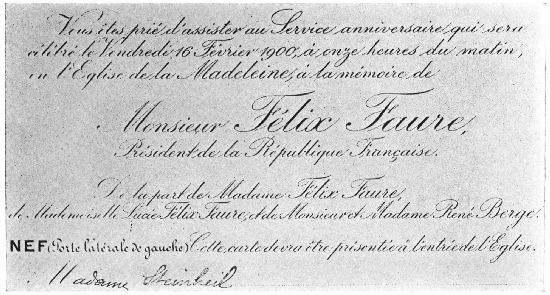 Vous êtes prié d'assister au Service anniversaire qui sera
célébré le Vendredi 16 Février 1900, à onze heures du matin,
en l'Eglise de la Madeleine, à la mémoire de
Monsieur Félix Faure,
Président de la République Française.
De la part de Madame Félix Faure,
de Mademoiselle Lucie Félix Faure, et de Monsieur et Madame René Berge.
NEF (Porte latérale de gauche) Cette carte devra être présentée à l'entrée de l'Eglise.
Madame Steinheil